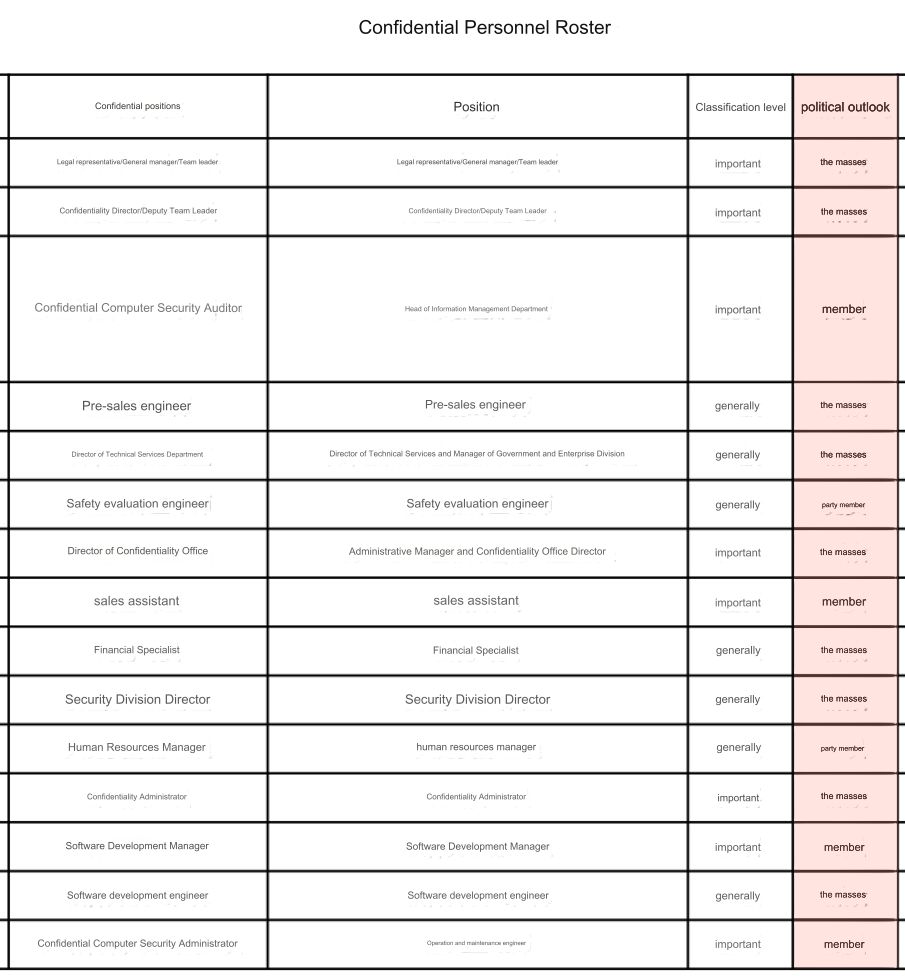 Confidential Personnel Roster
Confidential positions Position Classification level political outlook
Legal representative/General manager/Team leader Legal representative/General manager/Team leader important the masses
Confidentiality Director/Deputy Team Leader Confidentiality Director/Deputy Team Leader important the masses
Confidential Computer Security Auditor Head of Information Management Department important member
Pre-sales engineer Pre-sales engineer generally the masses
Director of Technical Services Department Director of Technical Services and Manager of Government and Enterprise Division generally the masses
Safety evaluation engineer Safety evaluation engineer generally party member
Director of Confidentiality Office Administrative Manager and Confidentiality Office Director important the masses
sales assistant sales assistant important member
Financial Specialist Financial Specialist generally the masses
Security Division Director Security Division Director generally the masses
Human Resources Manager human resources manager generally party member
Confidentiality Administrator Confidentiality Administrator important the masses
Software Development Manager Software Development Manager important member
Software development engineer Software development engineer generally the masses
Confidential Computer Security Administrator Operation and maintenance engineer important member